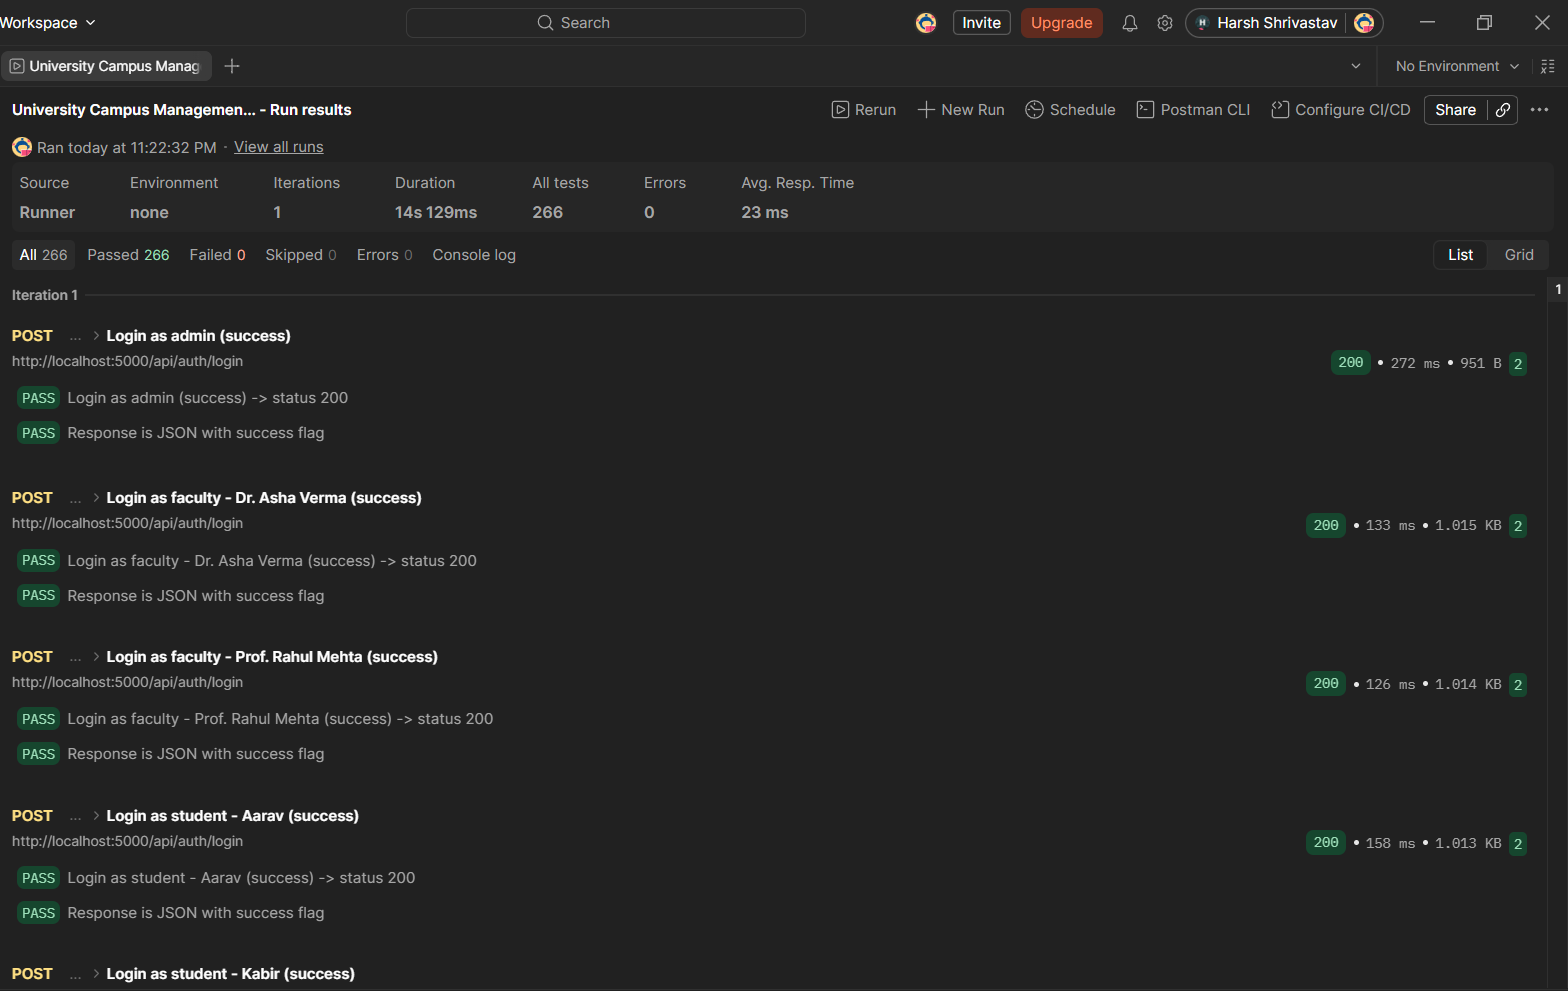 Workspace Search Invite Upgrade H Harsh Shrivastav
University Campus Manag No Environment
University Campus Managemen... - Run results Rerun New Run Schedule Postman CLI Configure CI/CD Share
Ran today at 11:22:32 PM · View all runs
Source Environment Iterations Duration All tests Errors Avg. Resp. Time
Runner none 1 14s 129ms 266 0 23 ms
All 266 Passed 266 Failed 0 Skipped 0 Errors 0 Console log List Grid
Iteration 1 1
POST ... > Login as admin (success)
http://localhost:5000/api/auth/login 200 • 272 ms • 951 B 2
PASS Login as admin (success) -> status 200
PASS Response is JSON with success flag
POST ... > Login as faculty - Dr. Asha Verma (success)
http://localhost:5000/api/auth/login 200 • 133 ms • 1.015 KB 2
PASS Login as faculty - Dr. Asha Verma (success) -> status 200
PASS Response is JSON with success flag
POST ... > Login as faculty - Prof. Rahul Mehta (success)
http://localhost:5000/api/auth/login 200 • 126 ms • 1.014 KB 2
PASS Login as faculty - Prof. Rahul Mehta (success) -> status 200
PASS Response is JSON with success flag
POST ... > Login as student - Aarav (success)
http://localhost:5000/api/auth/login 200 • 158 ms • 1.013 KB 2
PASS Login as student - Aarav (success) -> status 200
PASS Response is JSON with success flag
POST ... > Login as student - Kabir (success)